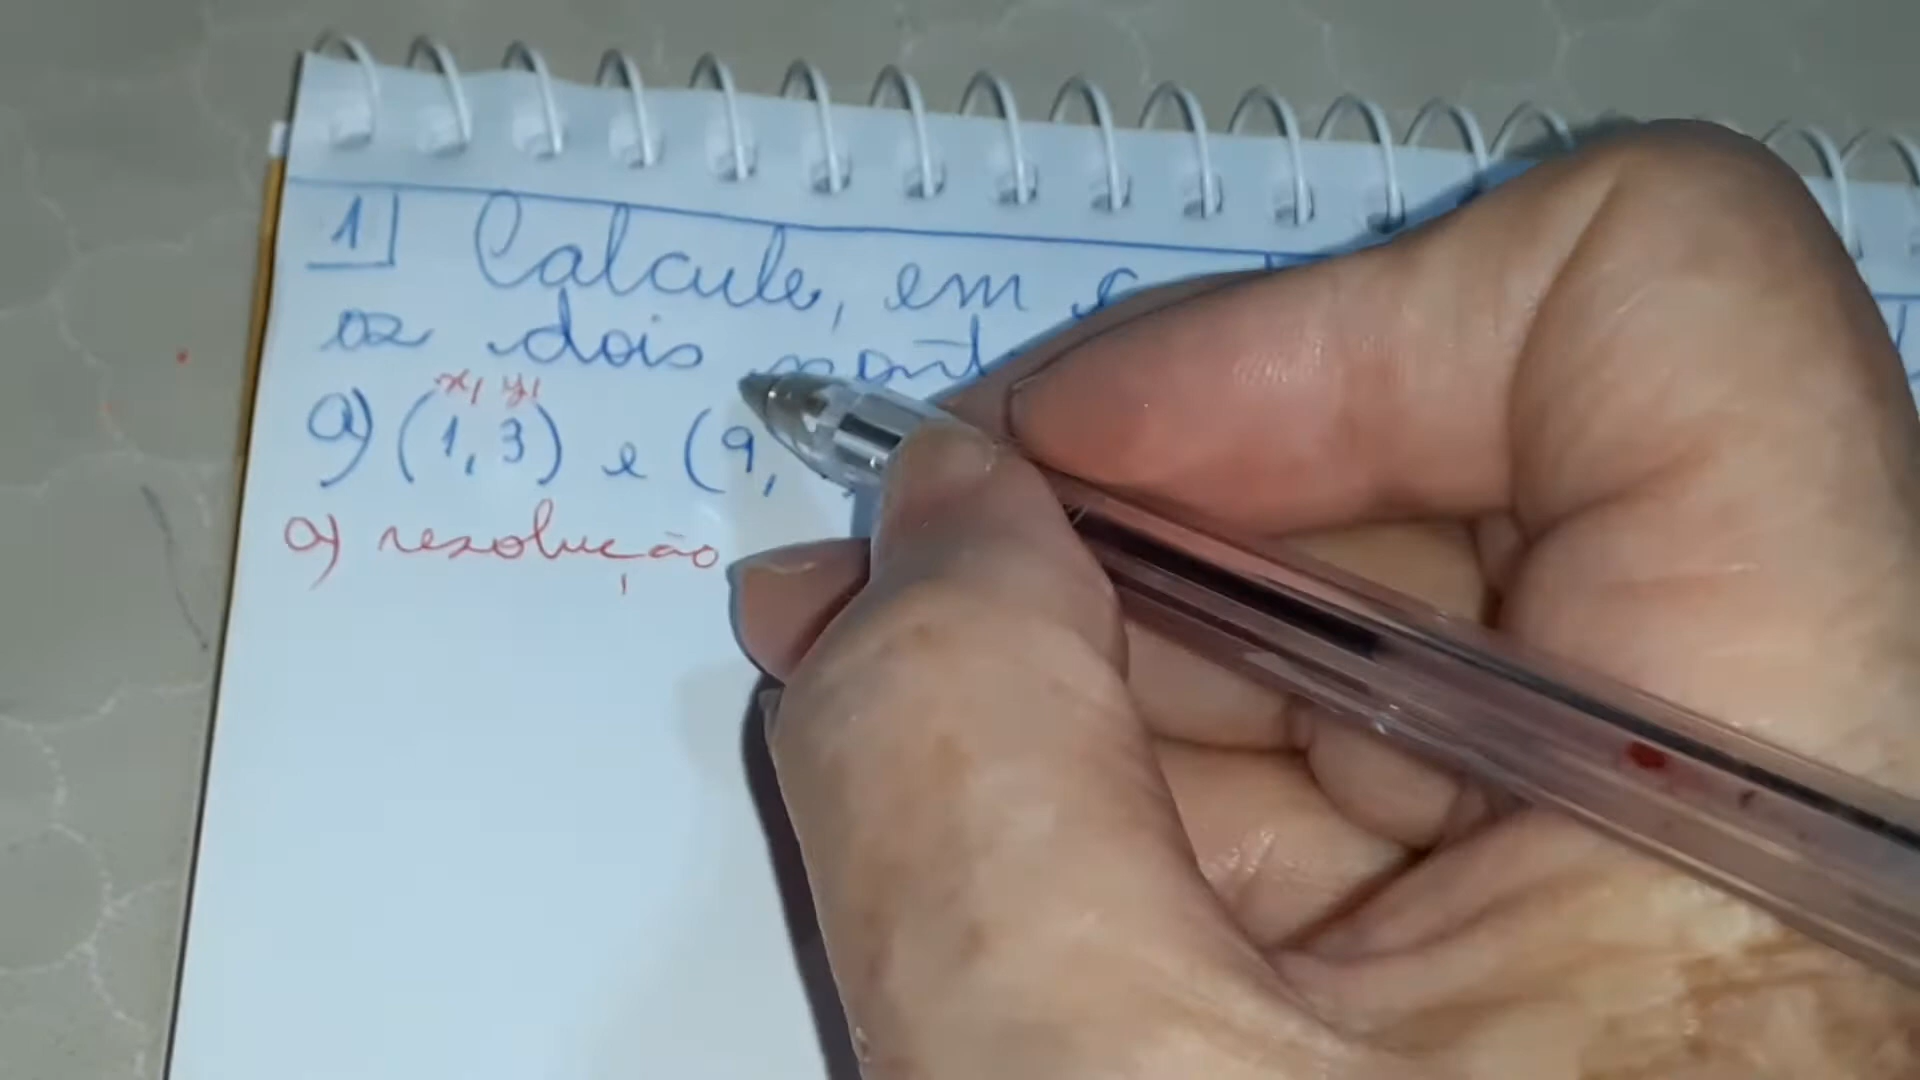 1 Calcule, em
os dois
x₁ y₁
a) (1, 3) e (9,
a) resolução